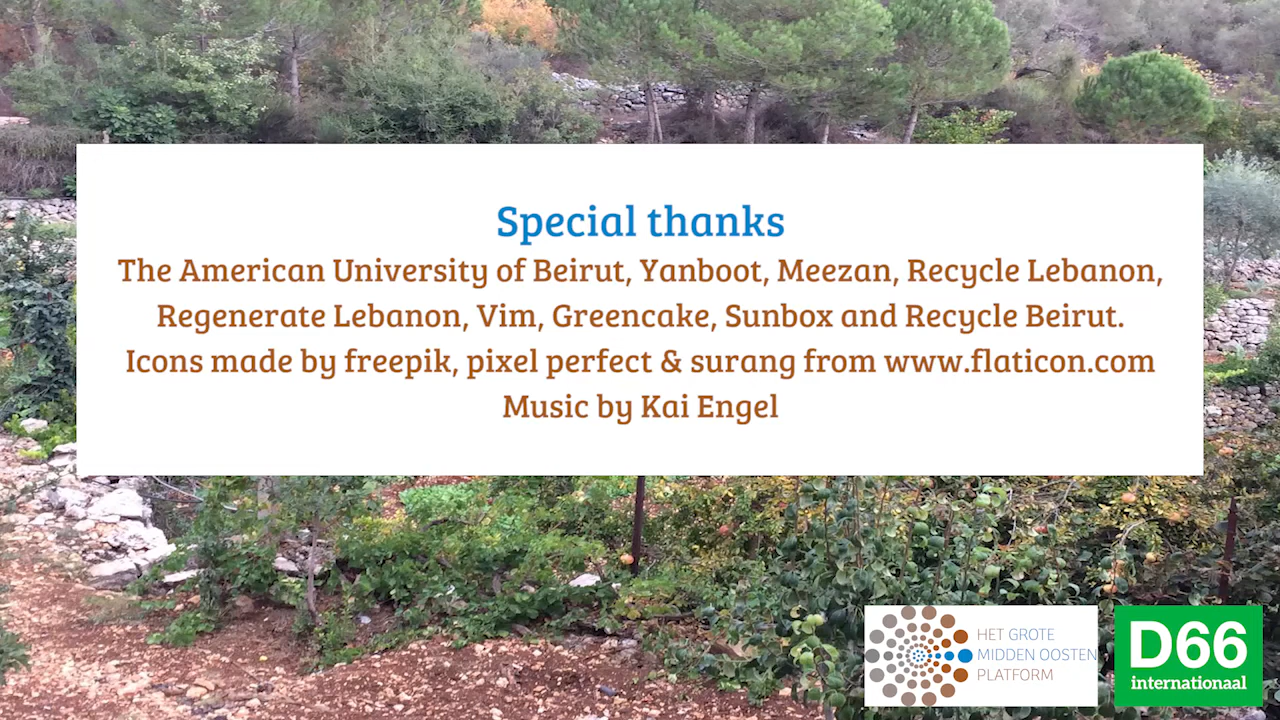 Special thanks
The American University of Beirut, Yanboot, Meezan, Recycle Lebanon,
Regenerate Lebanon, Vim, Greencake, Sunbox and Recycle Beirut.
Icons made by freepik, pixel perfect & surang from www.flaticon.com
Music by Kai Engel
HET GROTE
MIDDEN OOSTEN
PLATFORM
D66
internationaal